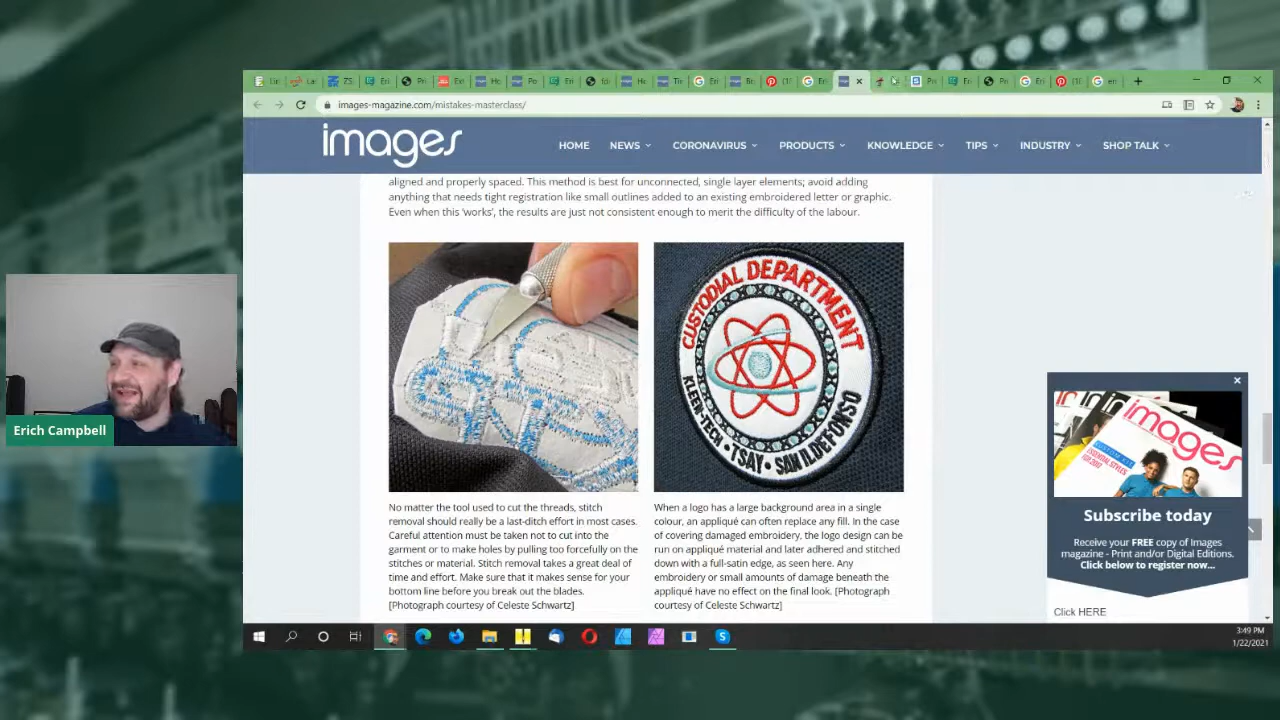 images-magazine.com/mistakes-masterclass/
images
HOME NEWS CORONAVIRUS PRODUCTS KNOWLEDGE TIPS INDUSTRY SHOP TALK
aligned and properly spaced. This method is best for unconnected, single layer elements; avoid adding
anything that needs tight registration like small outlines added to an existing embroidered letter or graphic.
Even when this 'works', the results are just not consistent enough to merit the difficulty of the labour.
CUSTODIAL DEPARTMENT
KLEEN-TECH • TSAY • SAN ILDEFONSO
No matter the tool used to cut the threads, stitch
removal should really be a last-ditch effort in most cases.
Careful attention must be taken not to cut into the
garment or to make holes by pulling too forcefully on the
stitches or material. Stitch removal takes a great deal of
time and effort. Make sure that it makes sense for your
bottom line before you break out the blades.
[Photograph courtesy of Celeste Schwartz]
When a logo has a large background area in a single
colour, an appliqué can often replace any fill. In the case
of covering damaged embroidery, the logo design can be
run on appliqué material and later adhered and stitched
down with a full-satin edge, as seen here. Any
embroidery or small amounts of damage beneath the
appliqué have no effect on the final look. [Photograph
courtesy of Celeste Schwartz]
images
Subscribe today
Receive your FREE copy of Images
magazine - Print and/or Digital Editions.
Click below to register now...
Click HERE
Erich Campbell
3:49 PM
1/22/2021